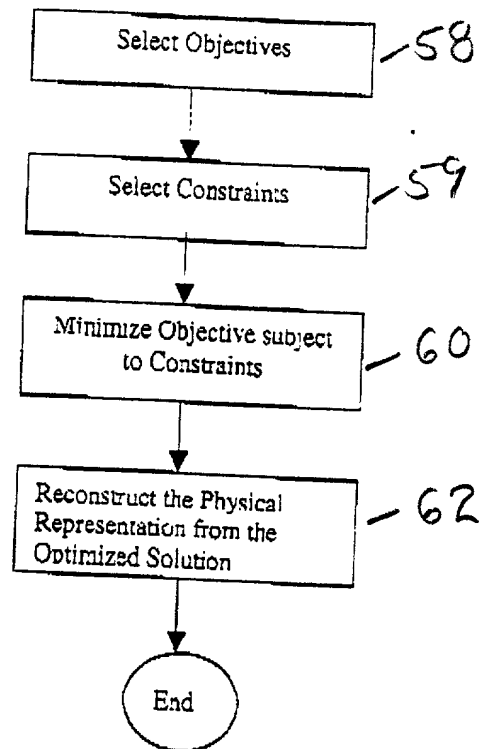 Select Objectives
58
Select Constraints
59
Minimize Objective subject
to Constraints
60
Reconstruct the Physical
Representation from the
Optimized Solution
62
End